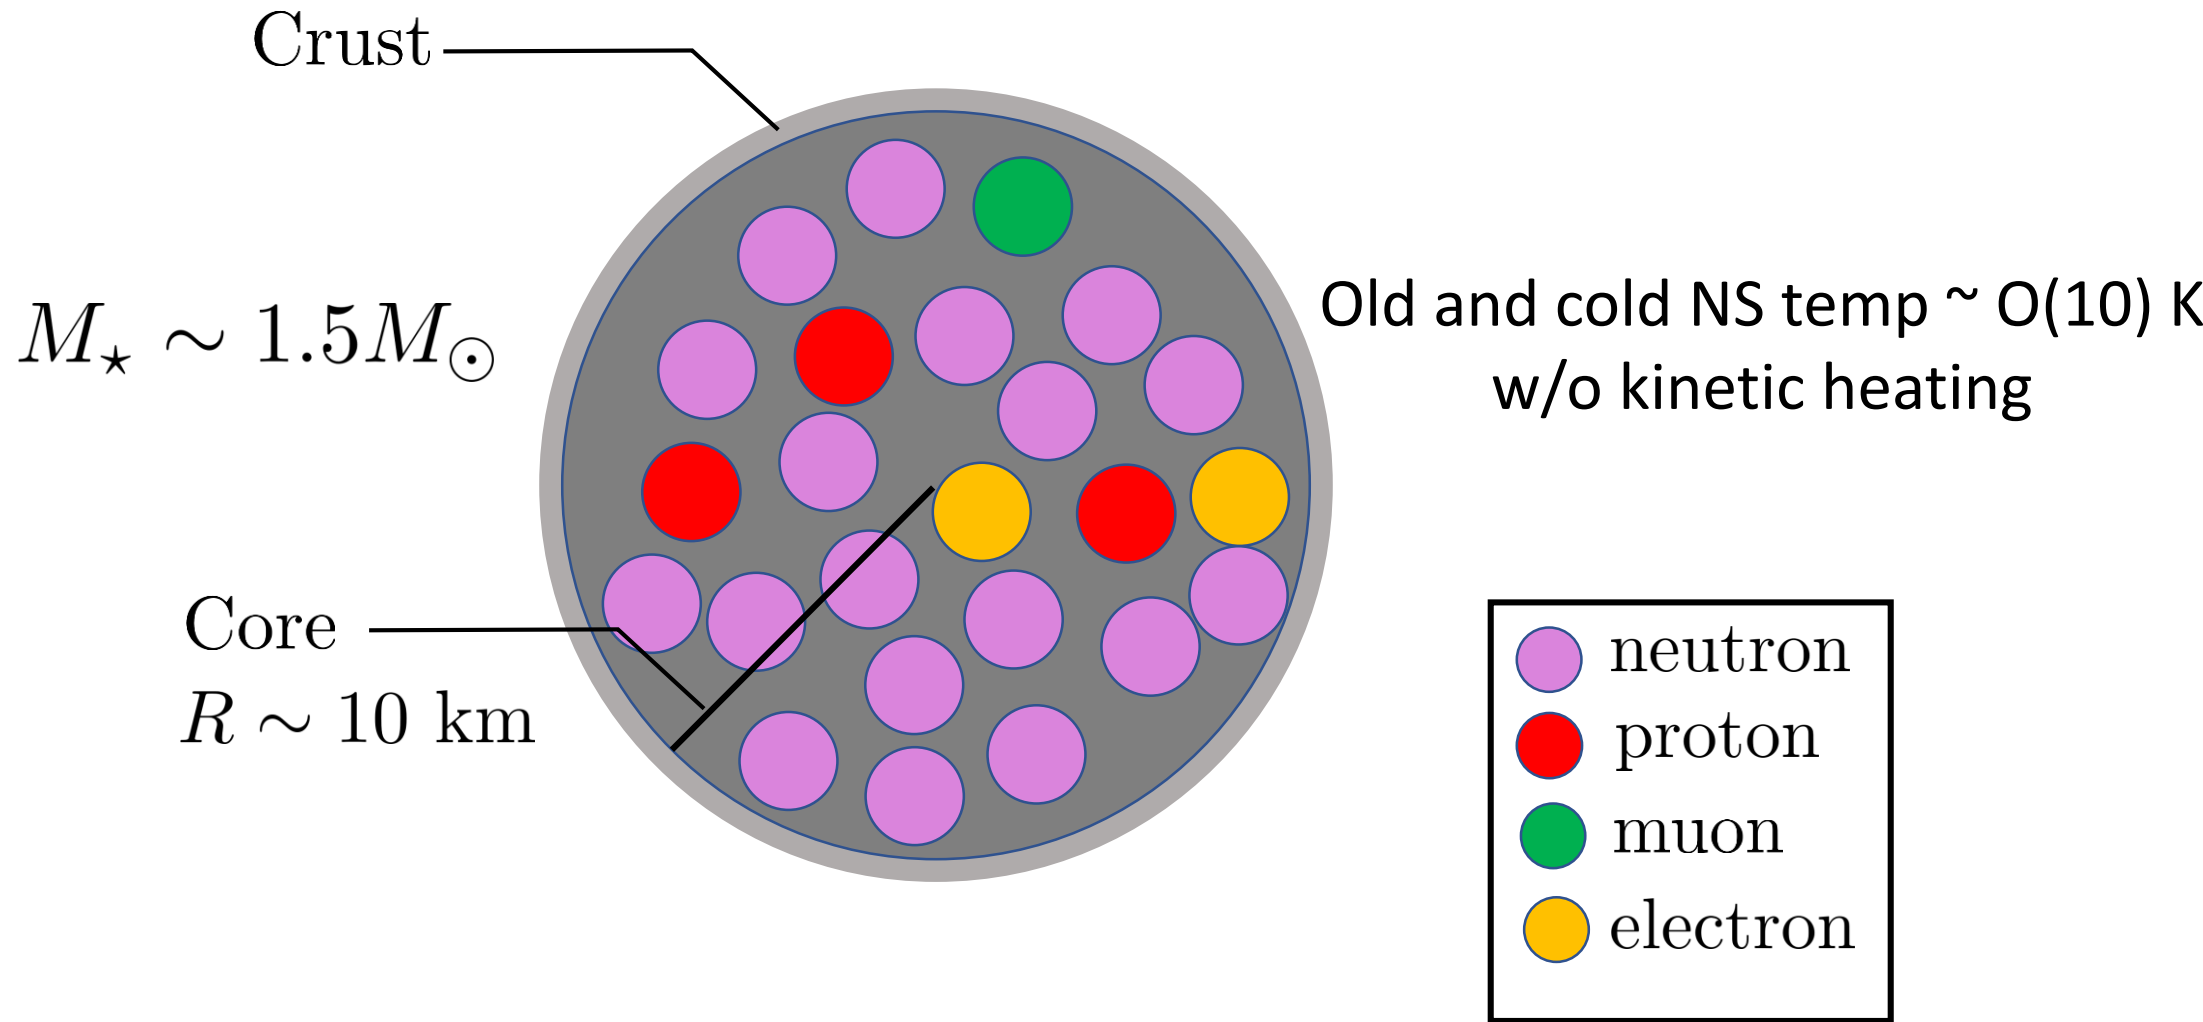 Crust
M⋆ ∼ 1.5M⊙
Old and cold NS temp ~ O(10) K
w/o kinetic heating
Core
R ∼ 10 km
neutron
proton
muon
electron